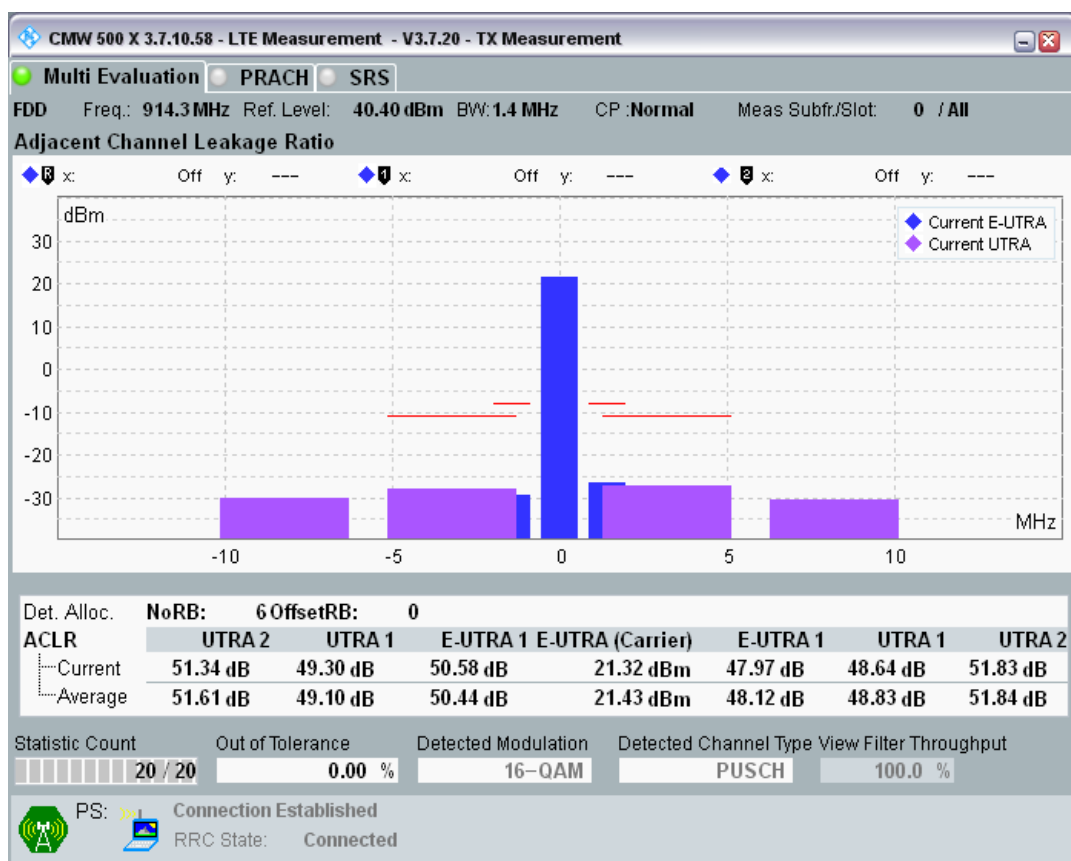 CMW 500 X 3.7.10.58 - LTE Measurement - V3.7.20 - TX Measurement
Multi Evaluation PRACH SRS
FDD Freq.: 914.3 MHz Ref. Level: 40.40 dBm BW: 1.4 MHz CP :Normal Meas Subfr./Slot: 0 / All
Adjacent Channel Leakage Ratio
R x: Off y: --- 1 x: Off y: --- 2 x: Off y: ---
dBm
Current E-UTRA
Current UTRA
30
20
10
0
-10
-20
-30
MHz
-10 -5 0 5 10
Det. Alloc. NoRB: 6 OffsetRB: 0
ACLR UTRA 2 UTRA 1 E-UTRA 1 E-UTRA (Carrier) E-UTRA 1 UTRA 1 UTRA 2
Current 51.34 dB 49.30 dB 50.58 dB 21.32 dBm 47.97 dB 48.64 dB 51.83 dB
Average 51.61 dB 49.10 dB 50.44 dB 21.43 dBm 48.12 dB 48.83 dB 51.84 dB
Statistic Count Out of Tolerance Detected Modulation Detected Channel Type View Filter Throughput
20 / 20 0.00 % 16-QAM PUSCH 100.0 %
PS: Connection Established
RRC State: Connected